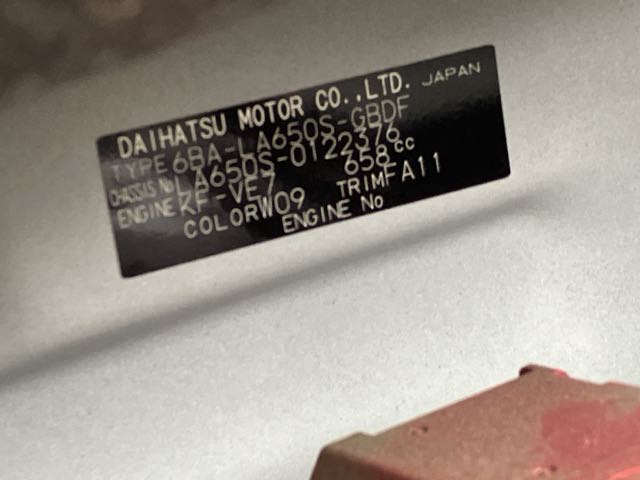 DAIHATSU MOTOR CO.,LTD. JAPAN
TYPE 6BA-LA650S-GBDF
CHASSIS No LA650S-0122376
ENGINE KF-VE7 658cc
COLOR W09 TRIM FA11
ENGINE No